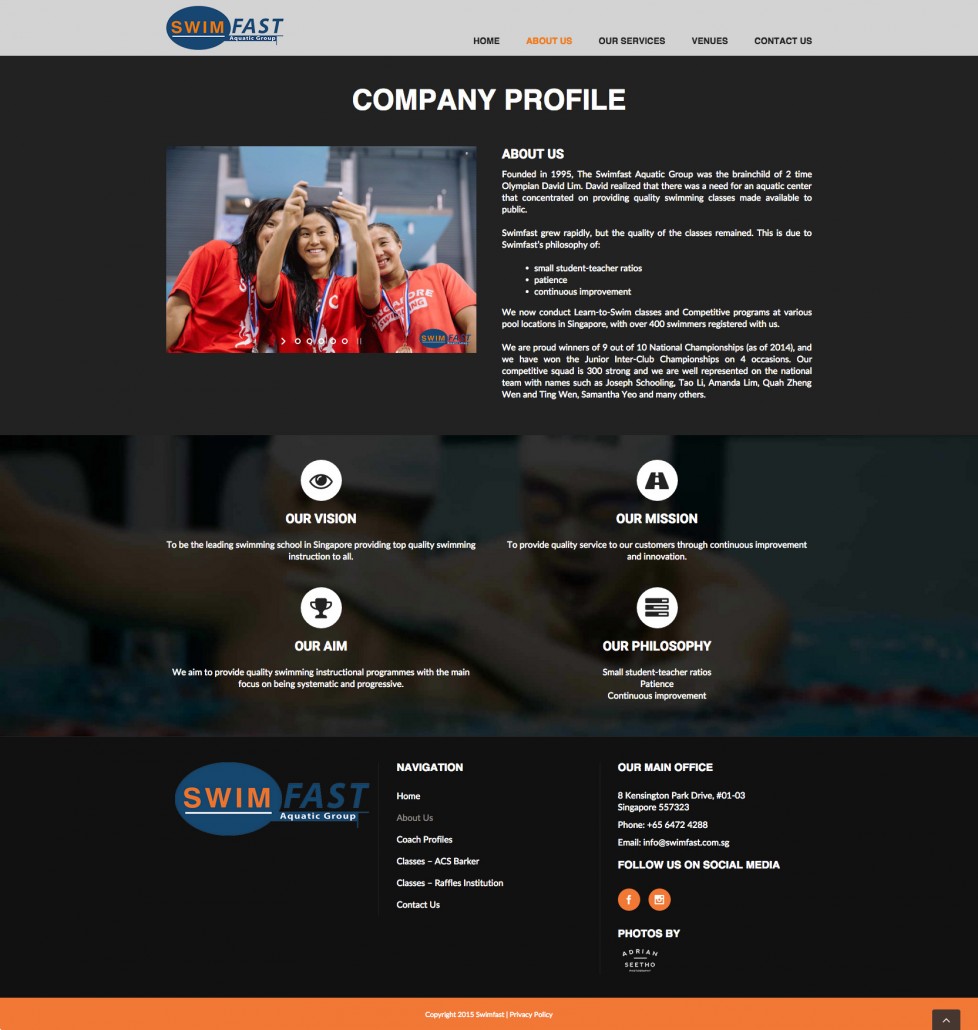 SWIM FAST
Aquatic Group
HOME
ABOUT US
OUR SERVICES
VENUES
CONTACT US
COMPANY PROFILE
SINGAPORE
SWIMMING
SWIM FAST
ABOUT US
Founded in 1995, The Swimfast Aquatic Group was the brainchild of 2 time
Olympian David Lim. David realized that there was a need for an aquatic center
that concentrated on providing quality swimming classes made available to
public.
Swimfast grew rapidly, but the quality of the classes remained. This is due to
Swimfast's philosophy of:
• small student-teacher ratios
• patience
• continuous improvement
We now conduct Learn-to-Swim classes and Competitive programs at various
pool locations in Singapore, with over 400 swimmers registered with us.
We are proud winners of 9 out of 10 National Championships (as of 2014), and
we have won the Junior Inter-Club Championships on 4 occasions. Our
competitive squad is 300 strong and we are well represented on the national
team with names such as Joseph Schooling, Tao Li, Amanda Lim, Quah Zheng
Wen and Ting Wen, Samantha Yeo and many others.
OUR VISION
To be the leading swimming school in Singapore providing top quality swimming
instruction to all.
OUR MISSION
To provide quality service to our customers through continuous improvement
and innovation.
OUR AIM
We aim to provide quality swimming instructional programmes with the main
focus on being systematic and progressive.
OUR PHILOSOPHY
Small student-teacher ratios
Patience
Continuous improvement
SWIM FAST
Aquatic Group
NAVIGATION
Home
About Us
Coach Profiles
Classes – ACS Barker
Classes – Raffles Institution
Contact Us
OUR MAIN OFFICE
8 Kensington Park Drive, #01-03
Singapore 557323
Phone: +65 6472 4288
Email: info@swimfast.com.sg
FOLLOW US ON SOCIAL MEDIA
PHOTOS BY
ADRIAN
SEETHO
Copyright 2015 Swimfast | Privacy Policy